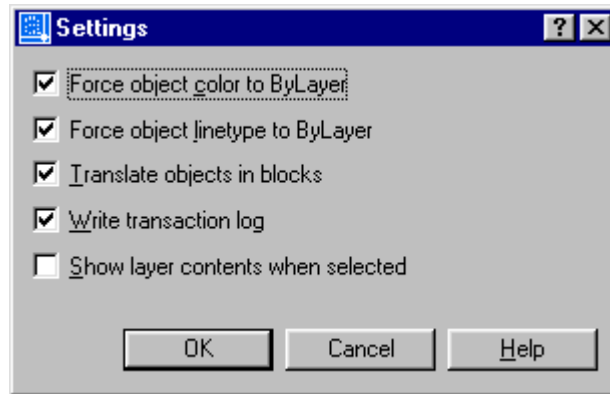 Settings
Force object color to ByLayer
Force object linetype to ByLayer
Translate objects in blocks
Write transaction log
Show layer contents when selected
OK Cancel Help